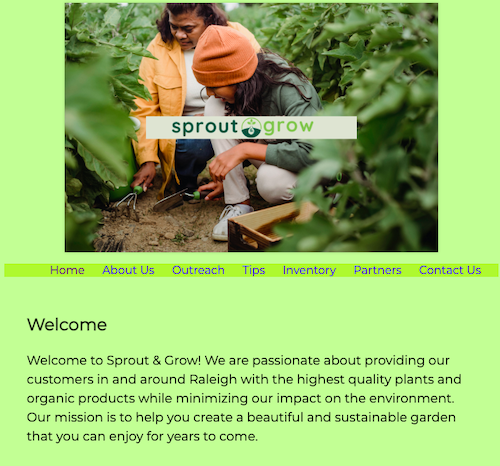 sprout grow
Home About Us Outreach Tips Inventory Partners Contact Us
Welcome
Welcome to Sprout & Grow! We are passionate about providing our
customers in and around Raleigh with the highest quality plants and
organic products while minimizing our impact on the environment.
Our mission is to help you create a beautiful and sustainable garden
that you can enjoy for years to come.